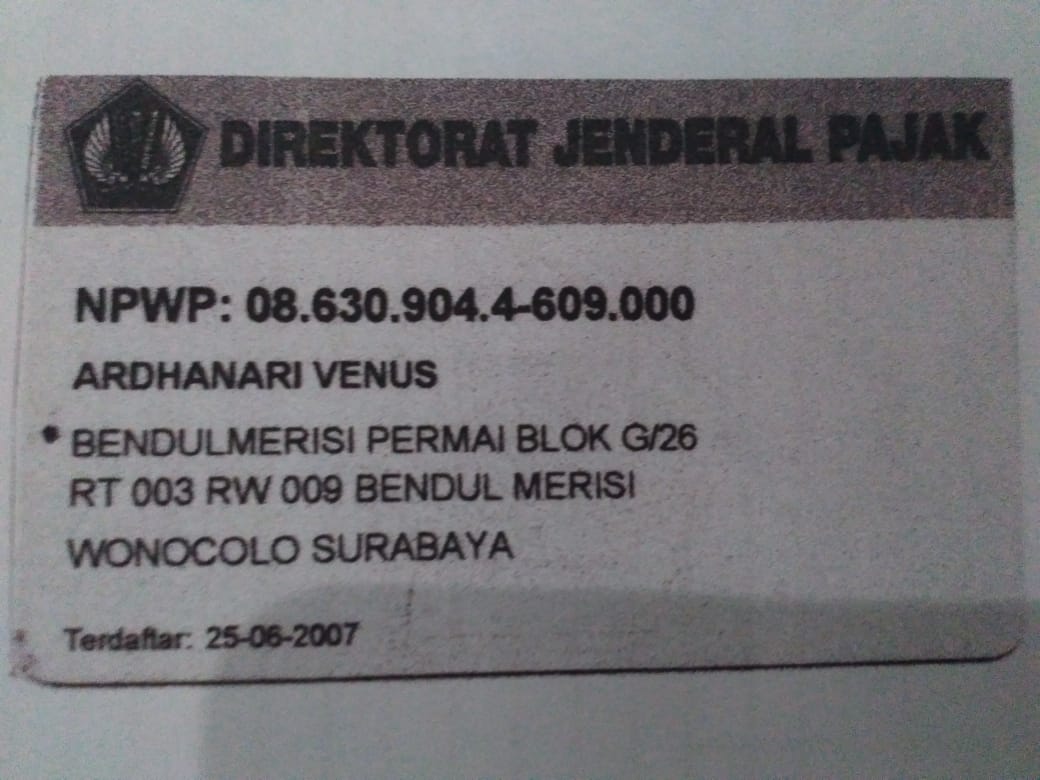 DIREKTORAT JENDERAL PAJAK
NPWP: 08.630.904.4-609.000
ARDHANARI VENUS
BENDULMERISI PERMAI BLOK G/26
RT 003 RW 009 BENDUL MERISI
WONOCOLO SURABAYA
Terdaftar: 25-06-2007